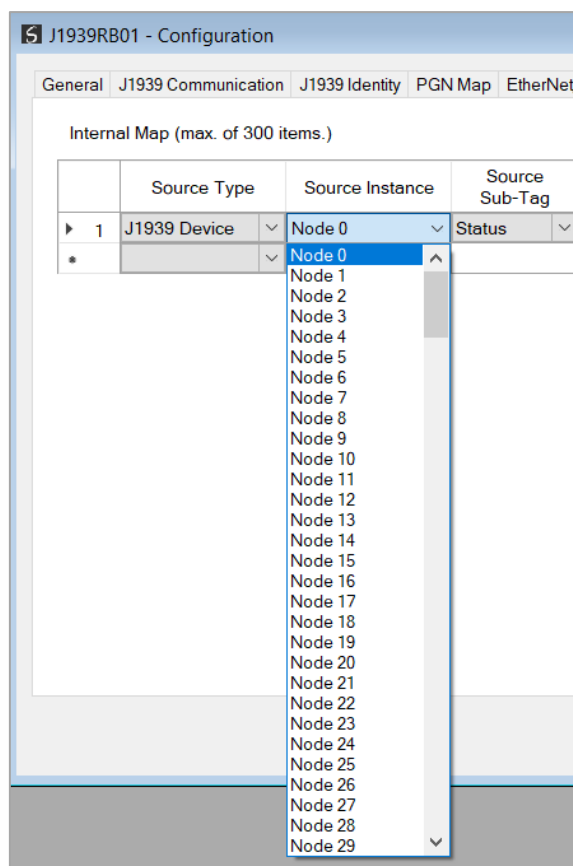 J1939RB01 - Configuration
General J1939 Communication J1939 Identity PGN Map EtherNet
Internal Map (max. of 300 items.)
Source Type Source Instance Source Sub-Tag
1 J1939 Device Node 0 Status
Node 0
Node 1
Node 2
Node 3
Node 4
Node 5
Node 6
Node 7
Node 8
Node 9
Node 10
Node 11
Node 12
Node 13
Node 14
Node 15
Node 16
Node 17
Node 18
Node 19
Node 20
Node 21
Node 22
Node 23
Node 24
Node 25
Node 26
Node 27
Node 28
Node 29